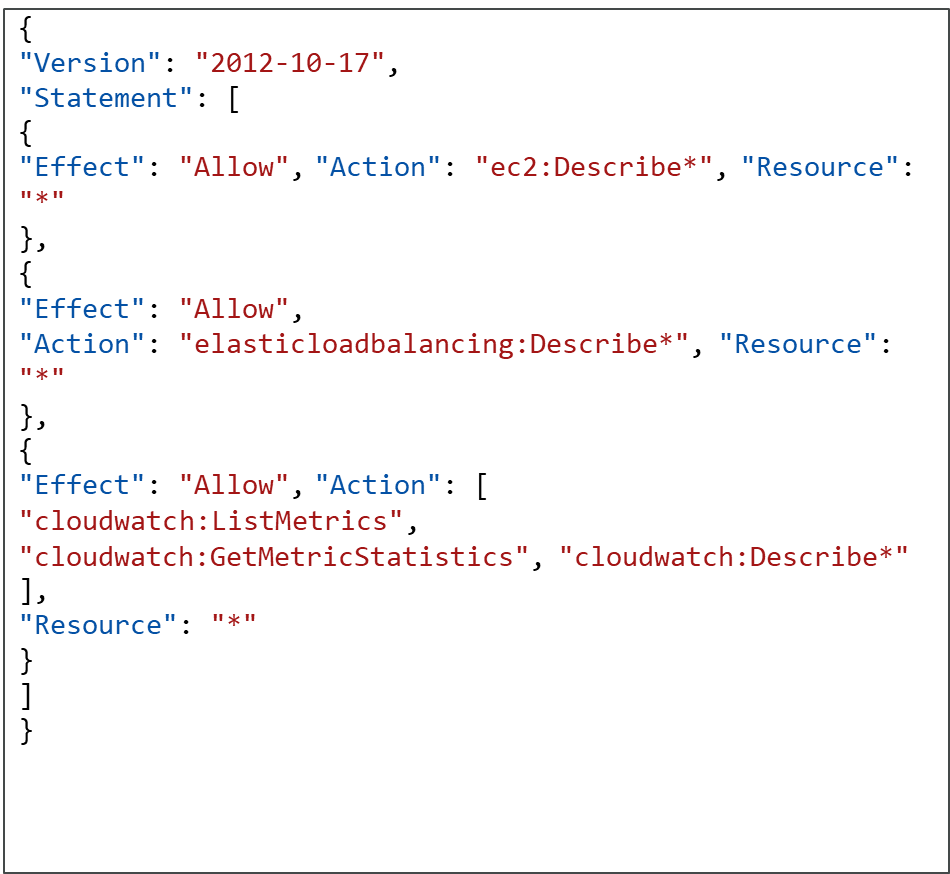 {
"Version": "2012-10-17",
"Statement": [
{
"Effect": "Allow", "Action": "ec2:Describe*", "Resource":
"*"
},
{
"Effect": "Allow",
"Action": "elasticloadbalancing:Describe*", "Resource":
"*"
},
{
"Effect": "Allow", "Action": [
"cloudwatch:ListMetrics",
"cloudwatch:GetMetricStatistics", "cloudwatch:Describe*"
],
"Resource": "*"
}
]
}